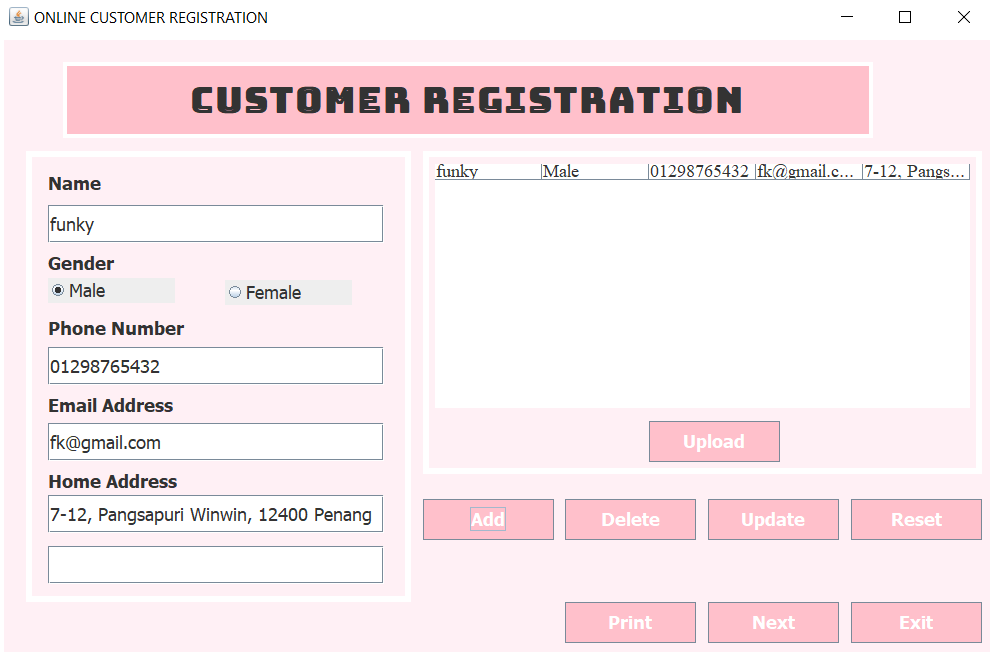 ONLINE CUSTOMER REGISTRATION
CUSTOMER REGISTRATION
Name
funky
Gender
Male Female
Phone Number
01298765432
Email Address
fk@gmail.com
Home Address
7-12, Pangsapuri Winwin, 12400 Penang
funky Male 01298765432 fk@gmail.c... 7-12, Pangs...
Upload
Add Delete Update Reset
Print Next Exit